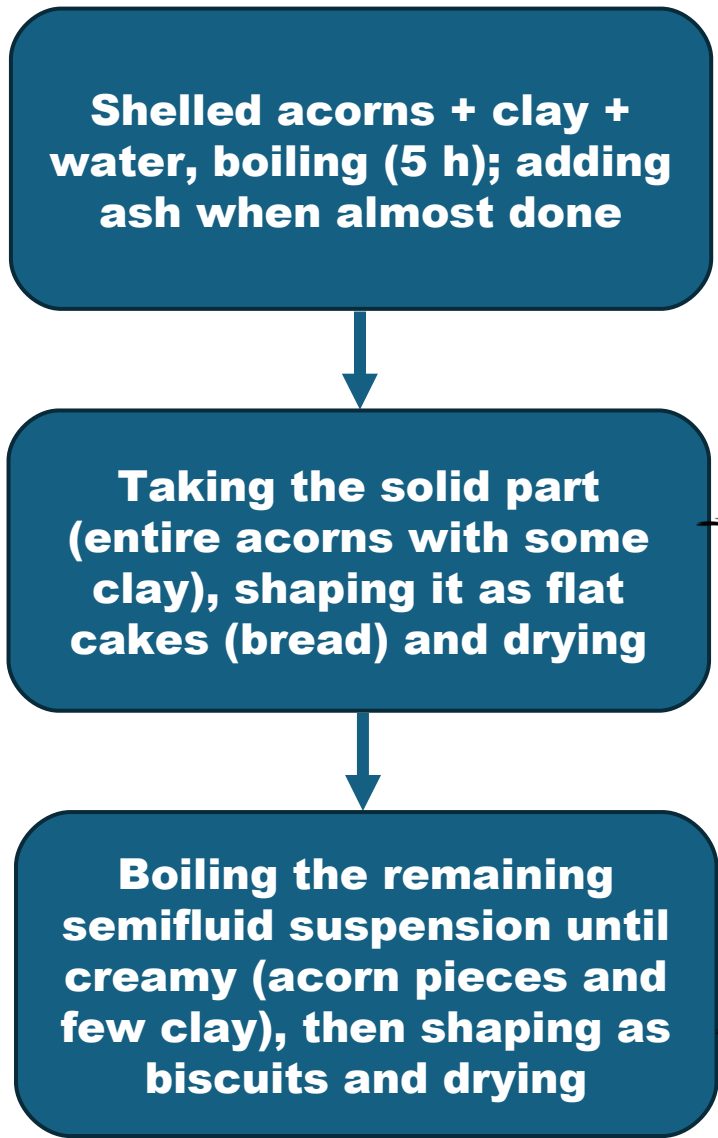 Shelled acorns + clay +
water, boiling (5 h); adding
ash when almost done
Taking the solid part
(entire acorns with some
clay), shaping it as flat
cakes (bread) and drying
Boiling the remaining
semifluid suspension until
creamy (acorn pieces and
few clay), then shaping as
biscuits and drying